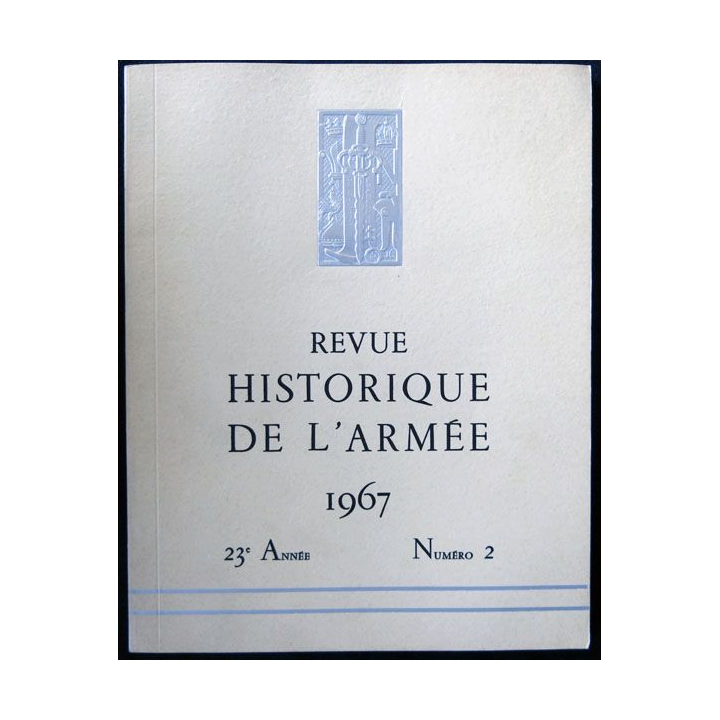 REVUE
HISTORIQUE
DE L'ARMÉE
1967
23e ANNÉE NUMÉRO 2